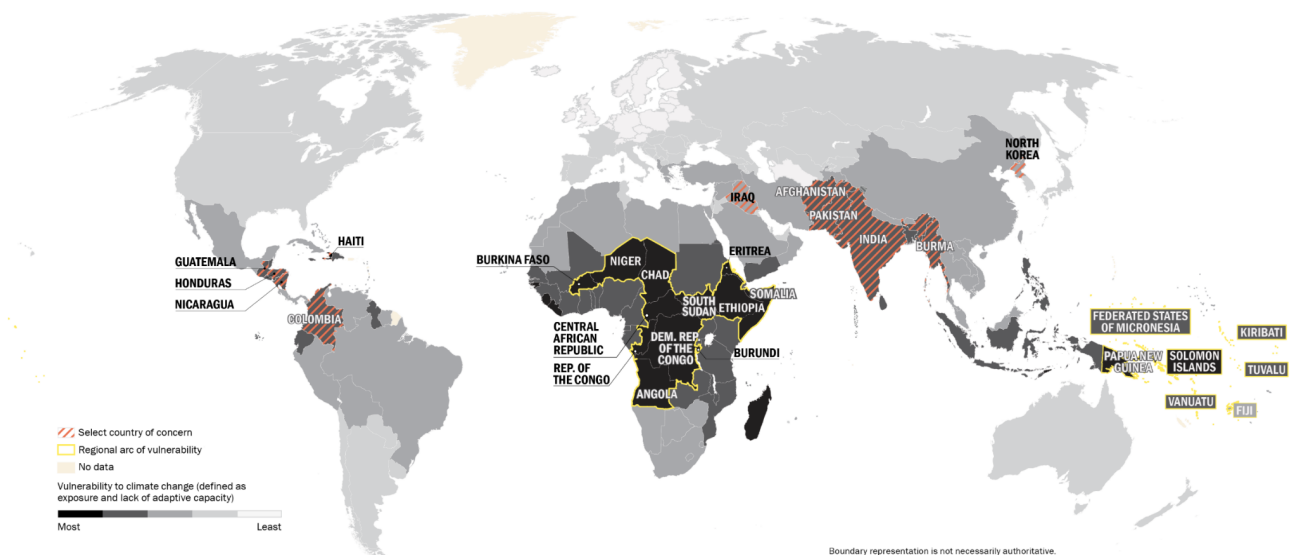 NORTH
KOREA
AFGHANISTAN
IRAQ
PAKISTAN
INDIA
BURMA
HAITI
GUATEMALA
HONDURAS
NICARAGUA
COLOMBIA
BURKINA FASO
NIGER
CHAD
ERITREA
SOMALIA
SOUTH
SUDAN
ETHIOPIA
CENTRAL
AFRICAN
REPUBLIC
DEM. REP.
OF THE
CONGO
BURUNDI
REP. OF
THE CONGO
ANGOLA
FEDERATED STATES
OF MICRONESIA
KIRIBATI
PAPUA NEW
GUINEA
SOLOMON
ISLANDS
TUVALU
VANUATU
FIJI
Select country of concern
Regional arc of vulnerability
No data
Vulnerability to climate change (defined as
exposure and lack of adaptive capacity)
Most Least
Boundary representation is not necessarily authoritative.